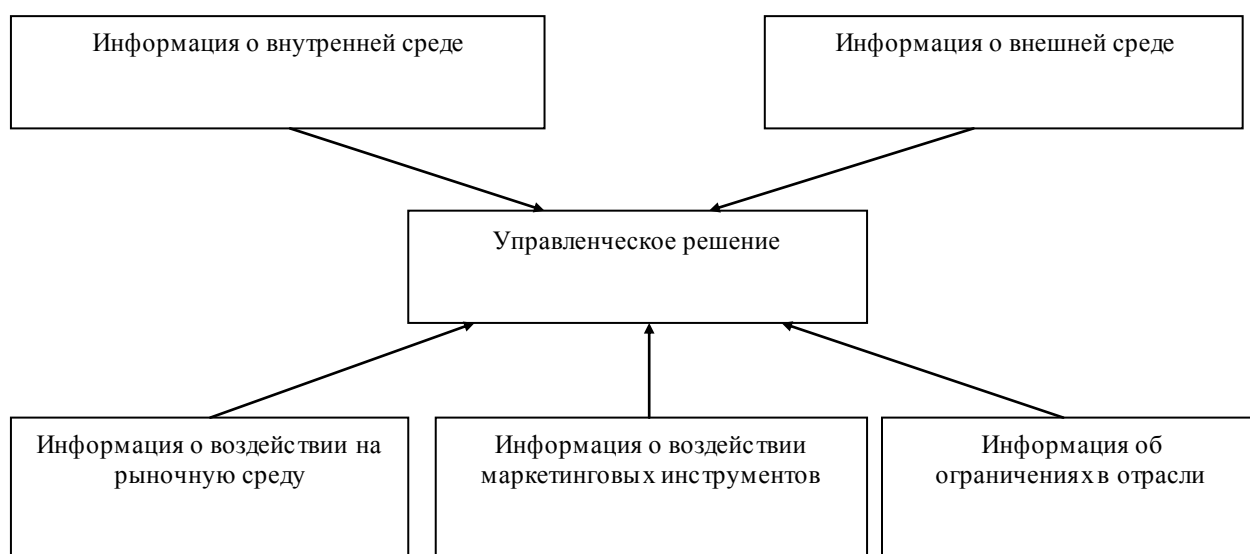 Информация о внутренней среде
Информация о внешней среде
Управленческое решение
Информация о воздействии на
рыночную среду
Информация о воздействии
маркетинговых инструментов
Информация об
ограничениях в отрасли